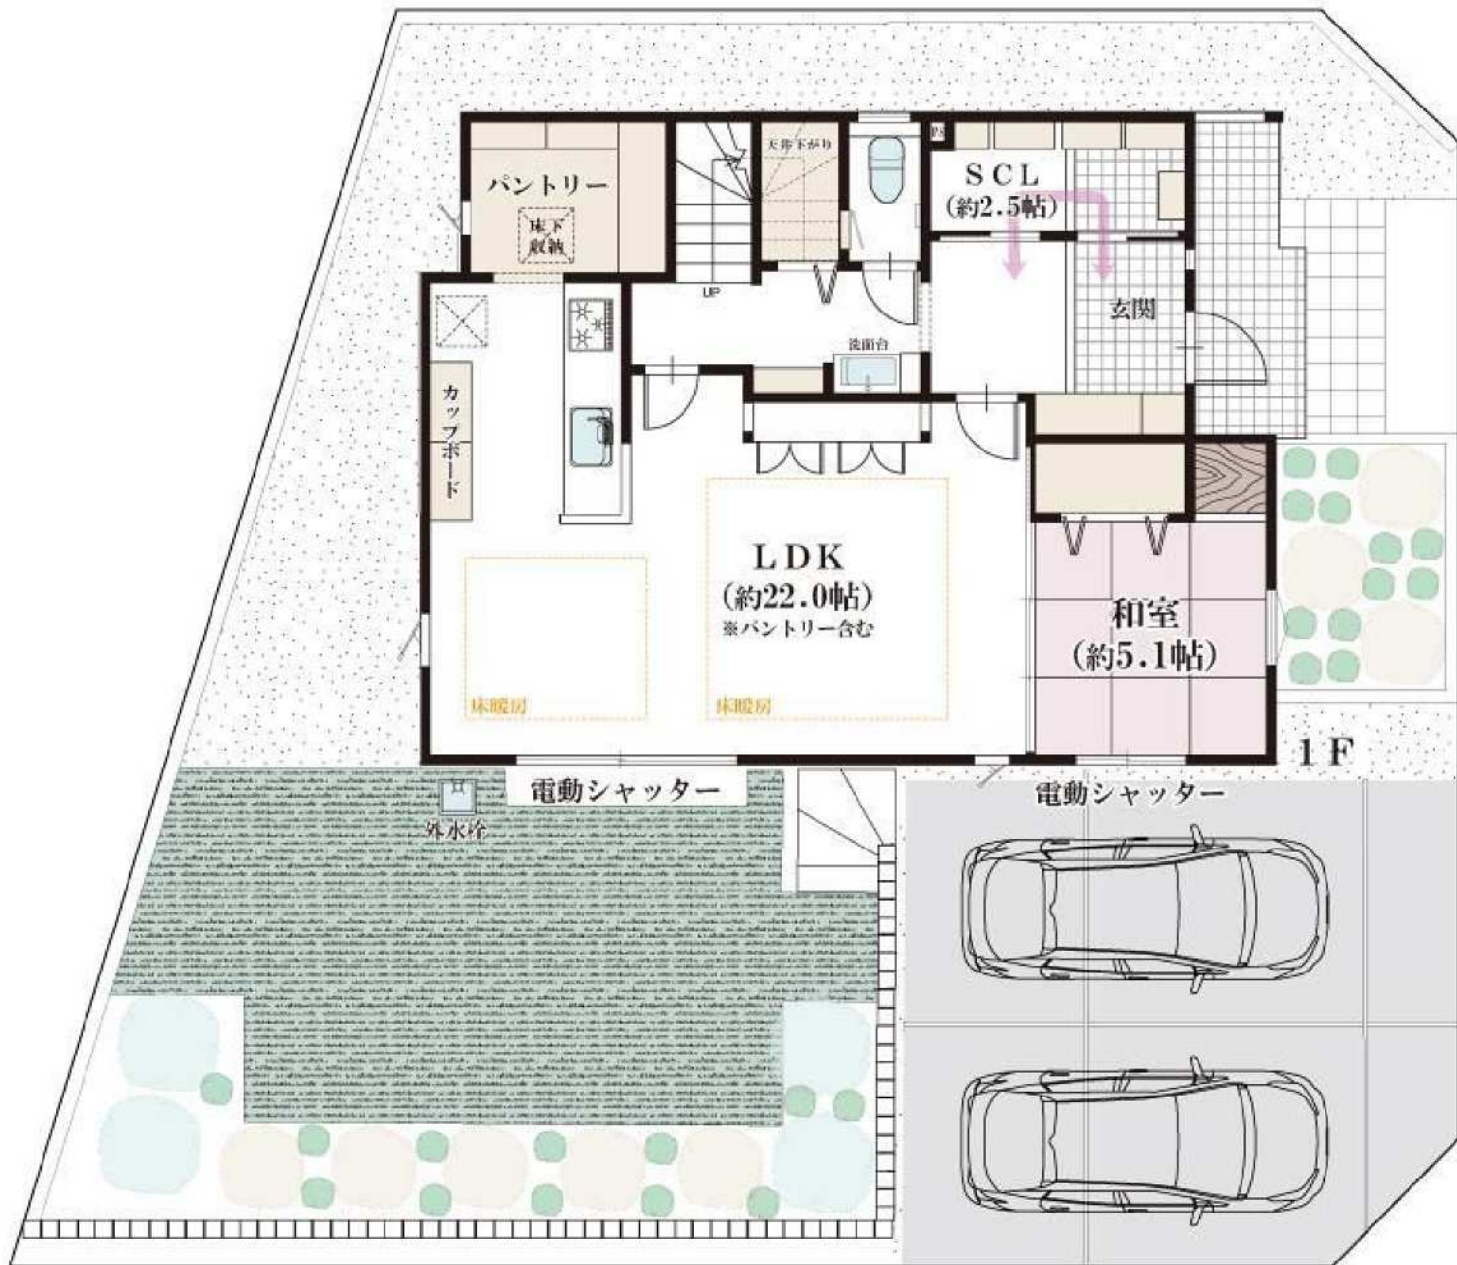 天井下がり
PS
パントリー
床下
収納
SCL
(約2.5帖)
UP
玄関
洗面台
カップボード
LDK
(約22.0帖)
※パントリー含む
和室
(約5.1帖)
床暖房
床暖房
1F
電動シャッター
電動シャッター
外水栓